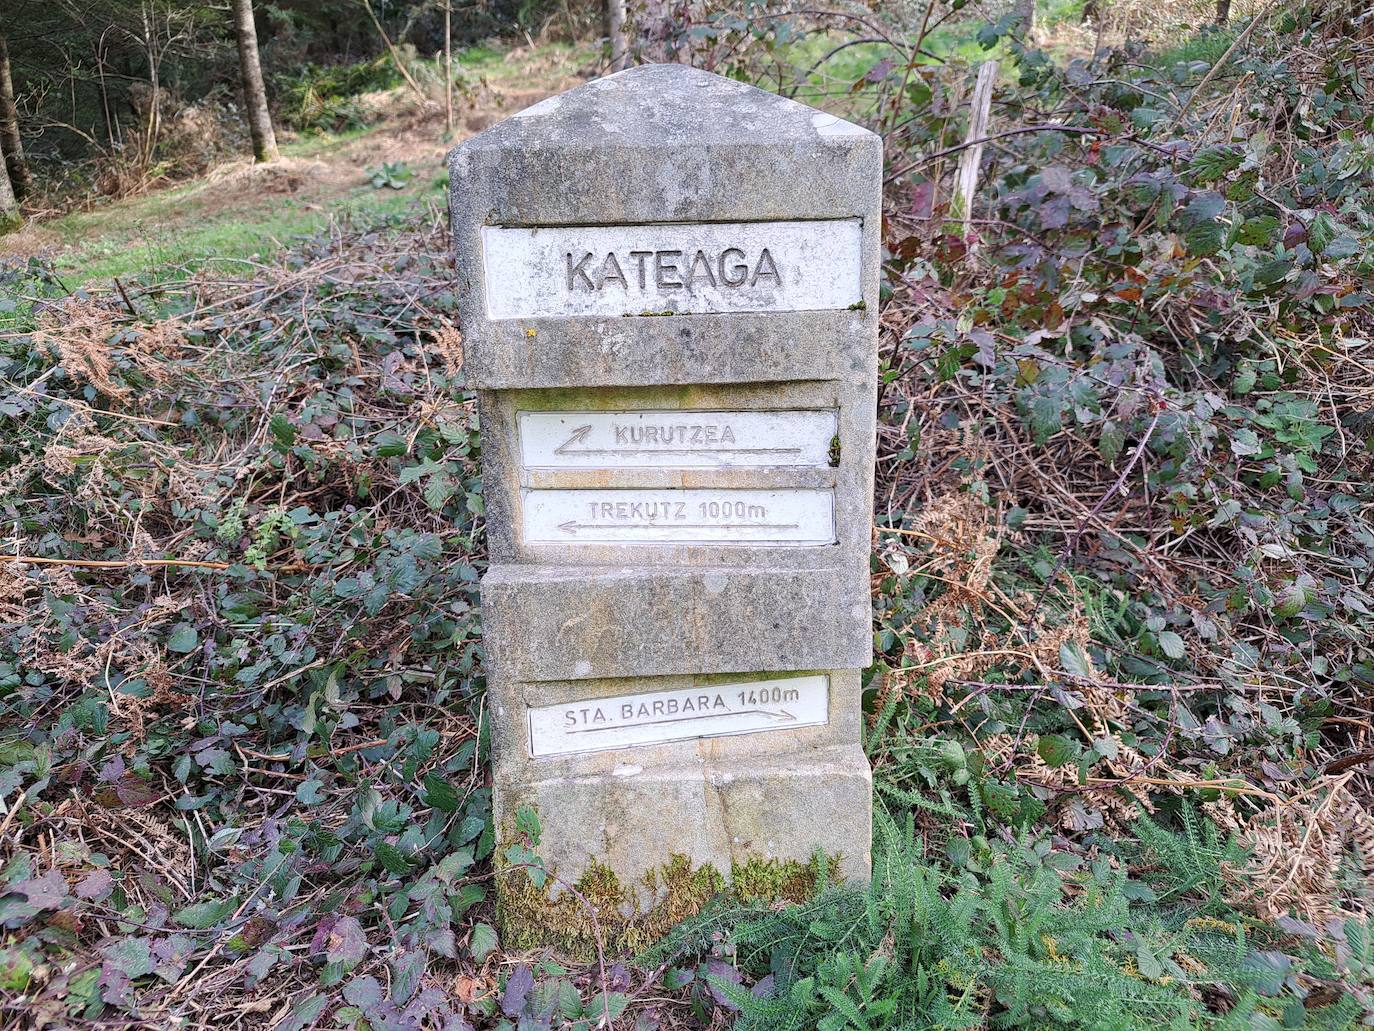 KATEAGA
KURUTZEA
TREKUTZ 1000m
STA. BARBARA 1400m